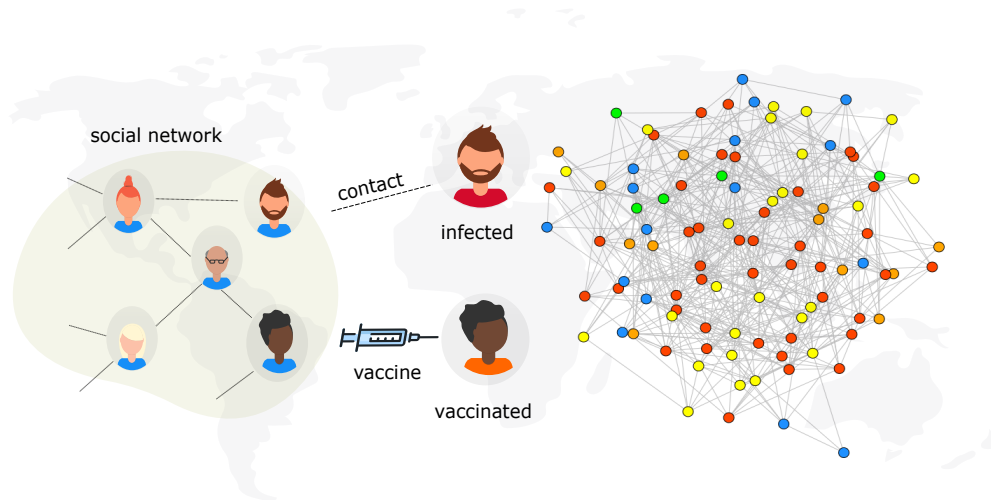 social network
contact
infected
vaccine
vaccinated